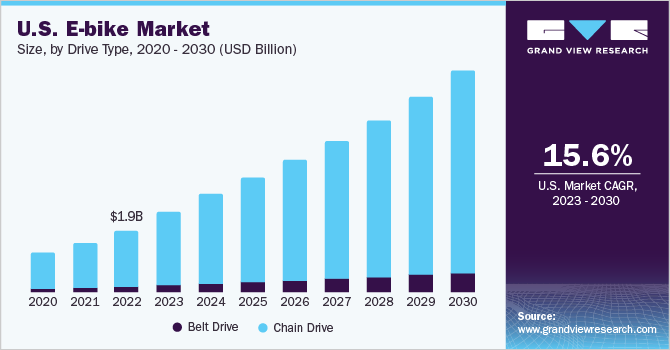 U.S. E-bike Market
Size, by Drive Type, 2020 - 2030 (USD Billion)
$1.9B
2020 2021 2022 2023 2024 2025 2026 2027 2028 2029 2030
Belt Drive Chain Drive
GRAND VIEW RESEARCH
15.6%
U.S. Market CAGR,
2023 - 2030
Source:
www.grandviewresearch.com